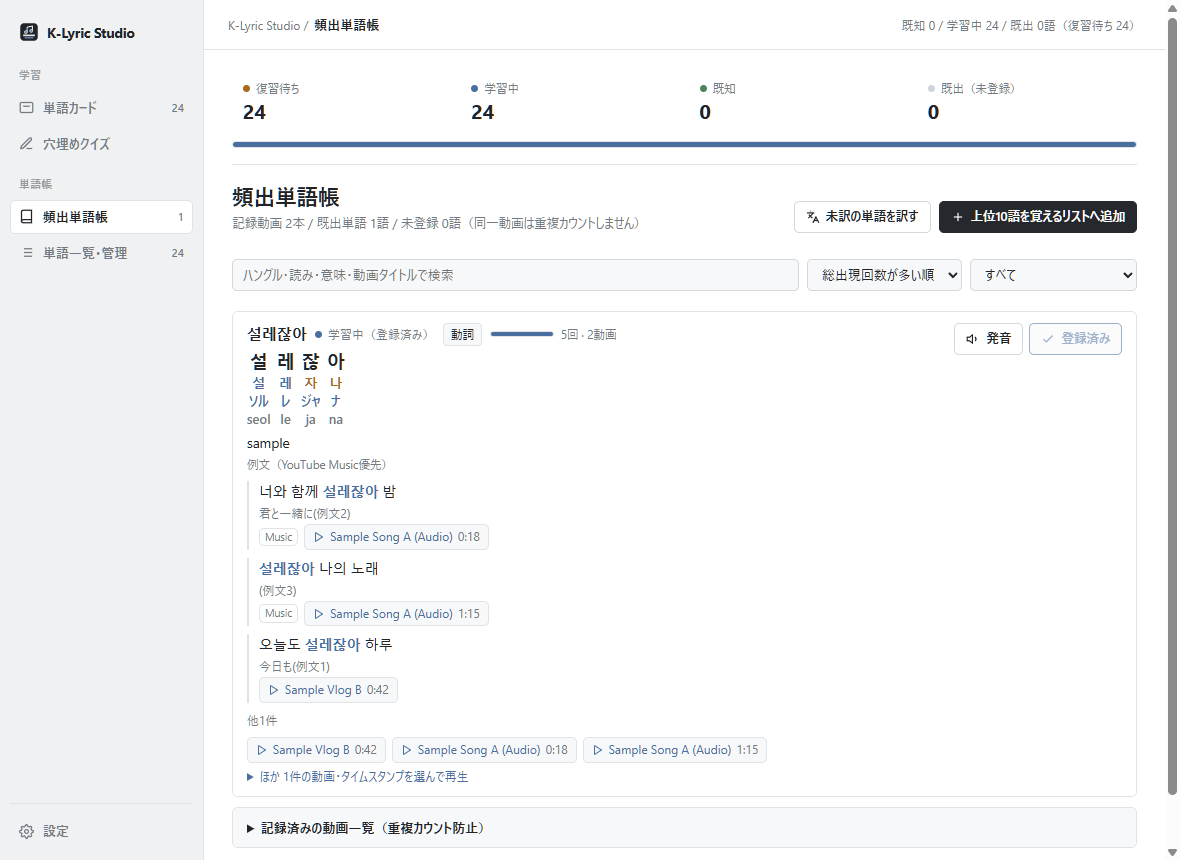 K-Lyric Studio
学習
単語カード 24
穴埋めクイズ
単語帳
頻出単語帳 1
単語一覧・管理 24
設定
K-Lyric Studio / 頻出単語帳
既知 0 / 学習中 24 / 既出 0語（復習待ち 24）
復習待ち 学習中 既知 既出（未登録）
24 24 0 0
頻出単語帳
記録動画 2本 / 既出単語 1語 / 未登録 0語（同一動画は重複カウントしません）
未訳の単語を訳す
+ 上位10語を覚えるリストへ追加
ハングル・読み・意味・動画タイトルで検索
総出現回数が多い順
すべて
설레잖아 学習中（登録済み） 動詞 5回 · 2動画
発音
登録済み
설 레 잖 아
설 레 자 나
ソル レ ジャ ナ
seol le ja na
sample
例文（YouTube Music優先）
너와 함께 설레잖아 밤
君と一緒に(例文2)
Music Sample Song A (Audio) 0:18
설레잖아 나의 노래
(例文3)
Music Sample Song A (Audio) 1:15
오늘도 설레잖아 하루
今日も(例文1)
Sample Vlog B 0:42
他1件
Sample Vlog B 0:42 Sample Song A (Audio) 0:18 Sample Song A (Audio) 1:15
ほか 1件の動画・タイムスタンプを選んで再生
記録済みの動画一覧（重複カウント防止）